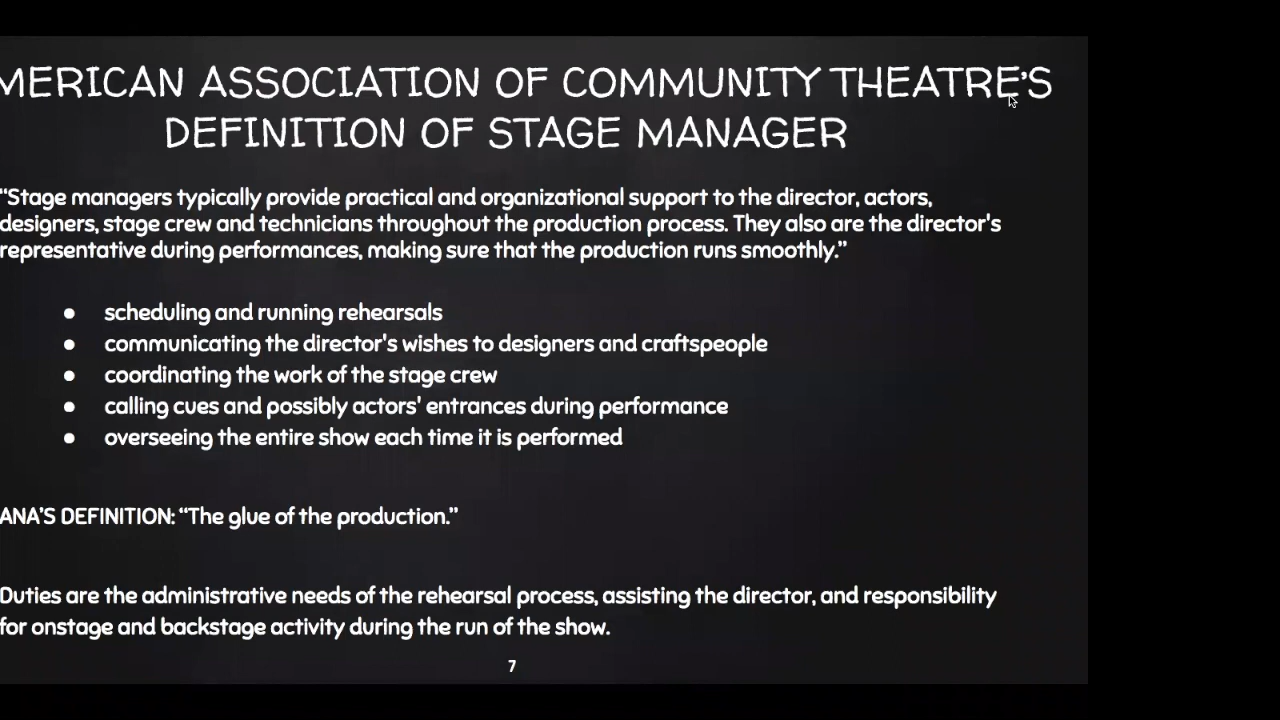 MERICAN ASSOCIATION OF COMMUNITY THEATRE'S
DEFINITION OF STAGE MANAGER
"Stage managers typically provide practical and organizational support to the director, actors,
designers, stage crew and technicians throughout the production process. They also are the director's
representative during performances, making sure that the production runs smoothly."
● scheduling and running rehearsals
● communicating the director's wishes to designers and craftspeople
● coordinating the work of the stage crew
● calling cues and possibly actors' entrances during performance
● overseeing the entire show each time it is performed
ANA'S DEFINITION: "The glue of the production."
Duties are the administrative needs of the rehearsal process, assisting the director, and responsibility
for onstage and backstage activity during the run of the show.
7